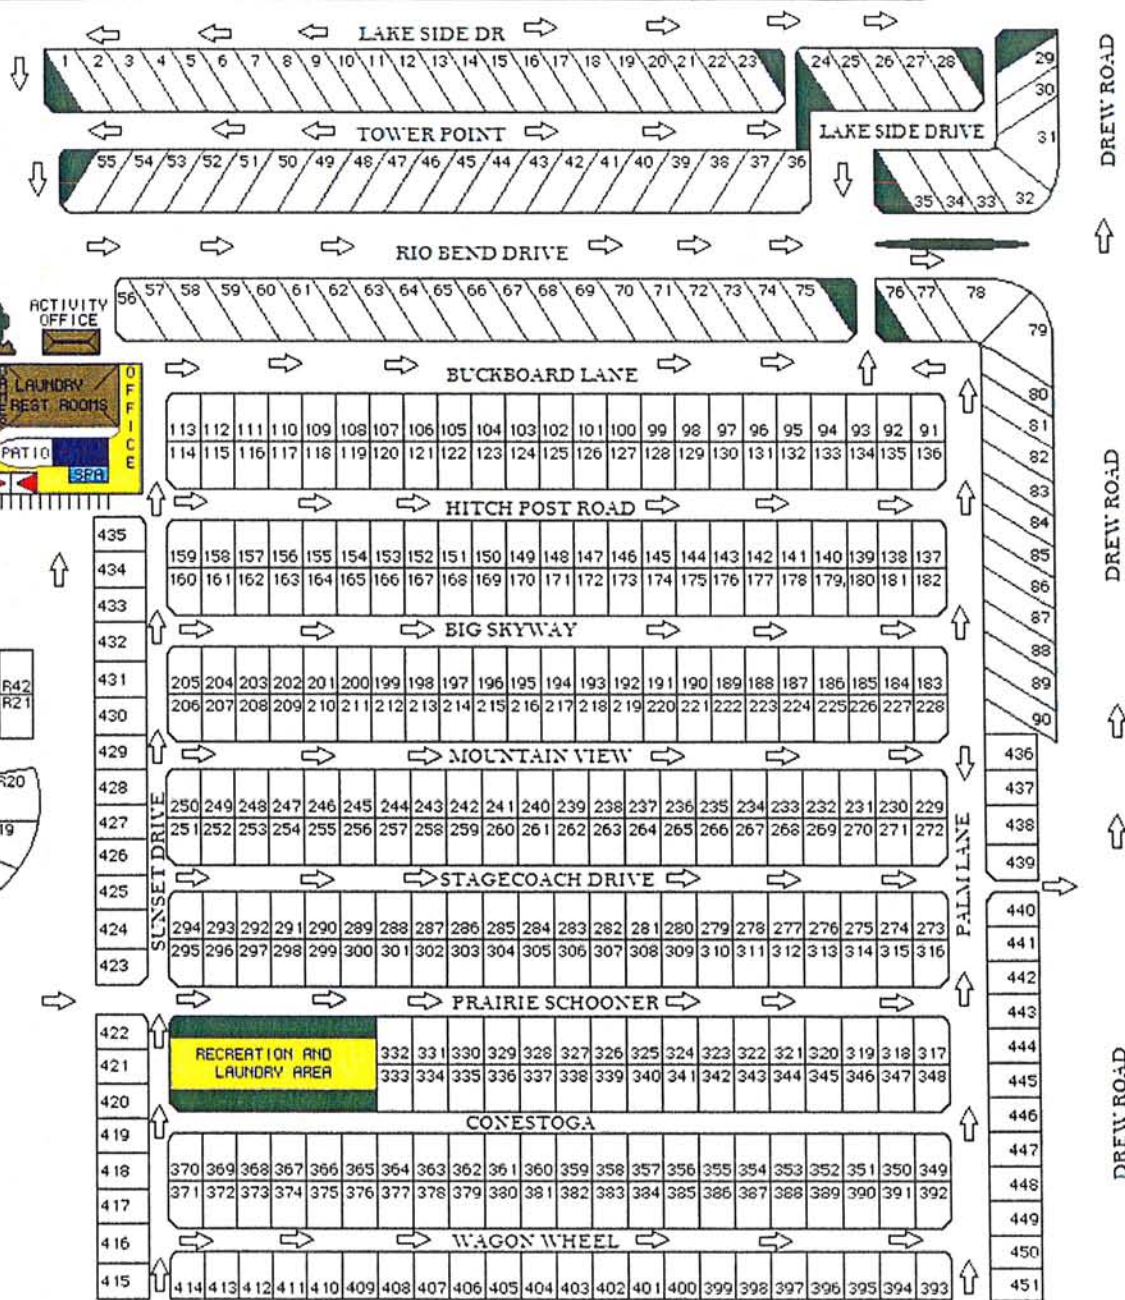 LAKE SIDE DR
1 2 3 4 5 6 7 8 9 10 11 12 13 14 15 16 17 18 19 20 21 22 23
24 25 26 27 28
29
30
31
32
TOWER POINT
LAKE SIDE DRIVE
55 54 53 52 51 50 49 48 47 46 45 44 43 42 41 40 39 38 37 36
35 34 33
RIO BEND DRIVE
DREW ROAD
56 57 58 59 60 61 62 63 64 65 66 67 68 69 70 71 72 73 74 75
76 77 78
79
80
81
82
83
84
85
86
87
88
89
90
ACTIVITY
OFFICE
LAUNDRY
REST ROOMS
OFFICE
PATIO
SPA
BUCKBOARD LANE
113 112 111 110 109 108 107 106 105 104 103 102 101 100 99 98 97 96 95 94 93 92 91
114 115 116 117 118 119 120 121 122 123 124 125 126 127 128 129 130 131 132 133 134 135 136
HITCH POST ROAD
DREW ROAD
159 158 157 156 155 154 153 152 151 150 149 148 147 146 145 144 143 142 141 140 139 138 137
160 161 162 163 164 165 166 167 168 169 170 171 172 173 174 175 176 177 178 179 180 181 182
BIG SKYWAY
205 204 203 202 201 200 199 198 197 196 195 194 193 192 191 190 189 188 187 186 185 184 183
206 207 208 209 210 211 212 213 214 215 216 217 218 219 220 221 222 223 224 225 226 227 228
MOUNTAIN VIEW
250 249 248 247 246 245 244 243 242 241 240 239 238 237 236 235 234 233 232 231 230 229
251 252 253 254 255 256 257 258 259 260 261 262 263 264 265 266 267 268 269 270 271 272
STAGECOACH DRIVE
294 293 292 291 290 289 288 287 286 285 284 283 282 281 280 279 278 277 276 275 274 273
295 296 297 298 299 300 301 302 303 304 305 306 307 308 309 310 311 312 313 314 315 316
PRAIRIE SCHOONER
RECREATION AND
LAUNDRY AREA
332 331 330 329 328 327 326 325 324 323 322 321 320 319 318 317
333 334 335 336 337 338 339 340 341 342 343 344 345 346 347 348
CONESTOGA
370 369 368 367 366 365 364 363 362 361 360 359 358 357 356 355 354 353 352 351 350 349
371 372 373 374 375 376 377 378 379 380 381 382 383 384 385 386 387 388 389 390 391 392
WAGON WHEEL
414 413 412 411 410 409 408 407 406 405 404 403 402 401 400 399 398 397 396 395 394 393
435
434
433
432
431
430
429
428
427
426
425
424
423
422
421
420
419
418
417
416
415
R42
R21
R20
19
SUNSET DRIVE
PALM LANE
436
437
438
439
440
441
442
443
444
445
446
447
448
449
450
451
DREW ROAD